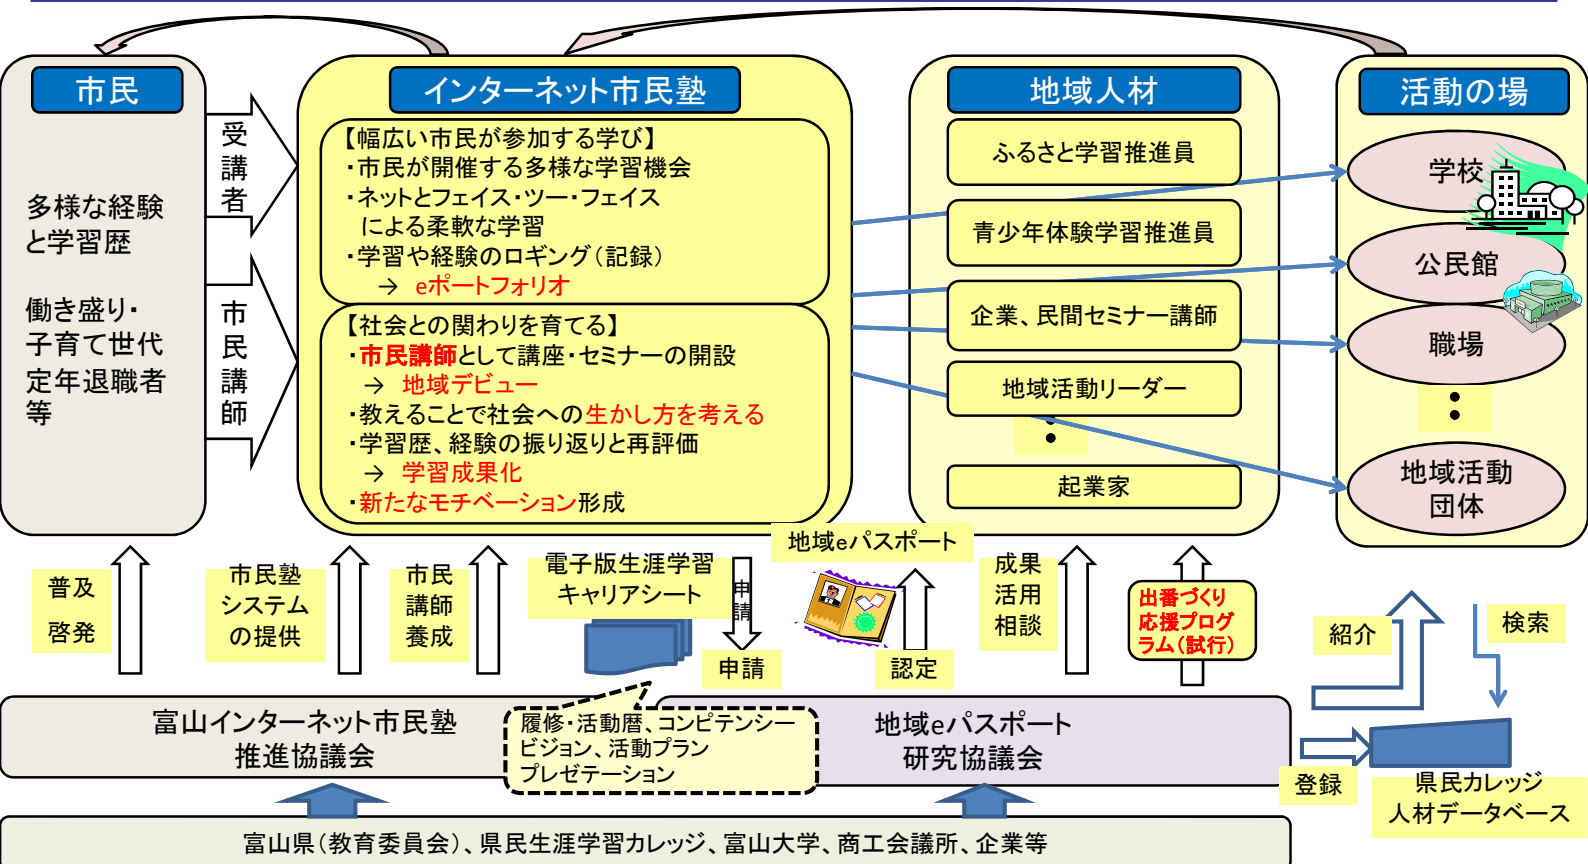 市民
多様な経験
と学習歴
働き盛り・
子育て世代
定年退職者
等
受講者
市民講師
インターネット市民塾
【幅広い市民が参加する学び】
・市民が開催する多様な学習機会
・ネットとフェイス・ツー・フェイス
による柔軟な学習
・学習や経験のロギング（記録）
→ eポートフォリオ
【社会との関わりを育てる】
・市民講師として講座・セミナーの開設
→ 地域デビュー
・教えることで社会への生かし方を考える
・学習歴、経験の振り返りと再評価
→ 学習成果化
・新たなモチベーション形成
地域人材
ふるさと学習推進員
青少年体験学習推進員
企業、民間セミナー講師
地域活動リーダー
起業家
活動の場
学校
公民館
職場
地域活動
団体
普及
啓発
市民塾
システム
の提供
市民
講師
養成
電子版生涯学習
キャリアシート
申請
申請
地域eパスポート
認定
成果
活用
相談
出番づくり
応援プログ
ラム（試行）
紹介
検索
富山インターネット市民塾
推進協議会
履修・活動暦、コンピテンシー
ビジョン、活動プラン
プレゼテーション
地域eパスポート
研究協議会
登録
県民カレッジ
人材データベース
富山県（教育委員会）、県民生涯学習カレッジ、富山大学、商工会議所、企業等